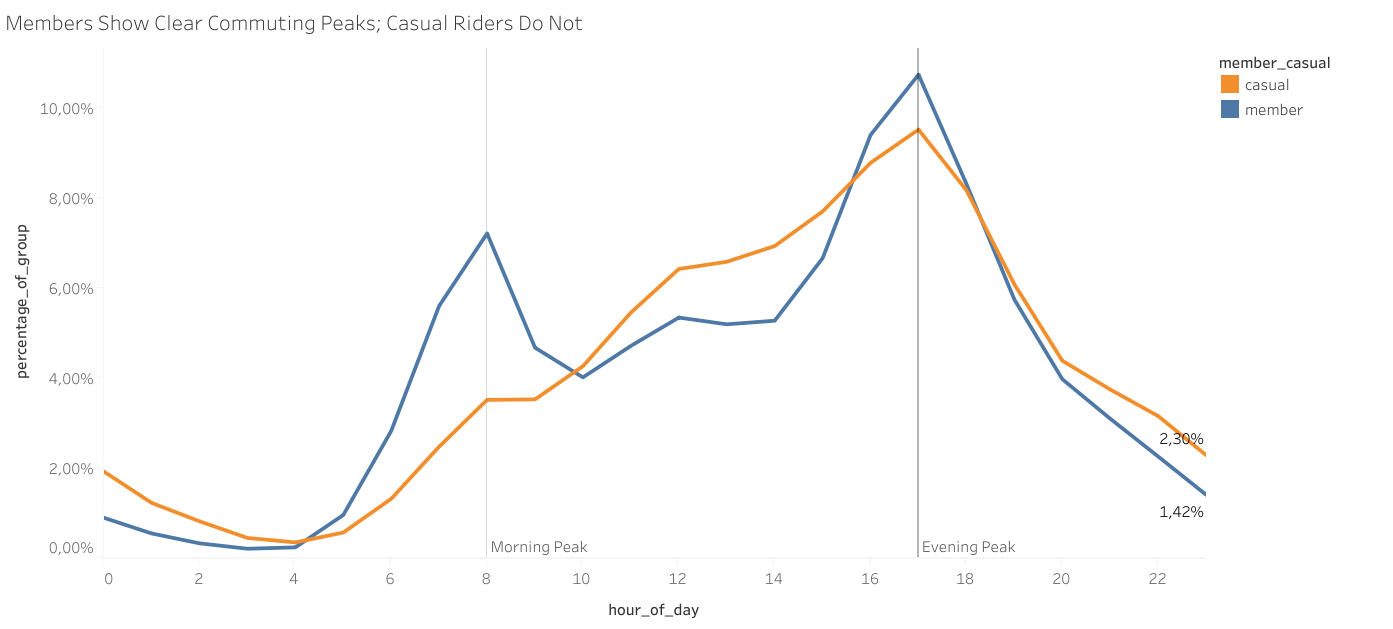 Members Show Clear Commuting Peaks; Casual Riders Do Not
member_casual
casual
member
percentage_of_group
10,00%
8,00%
6,00%
4,00%
2,00%
0,00%
2,30%
1,42%
Morning Peak
Evening Peak
0 2 4 6 8 10 12 14 16 18 20 22
hour_of_day